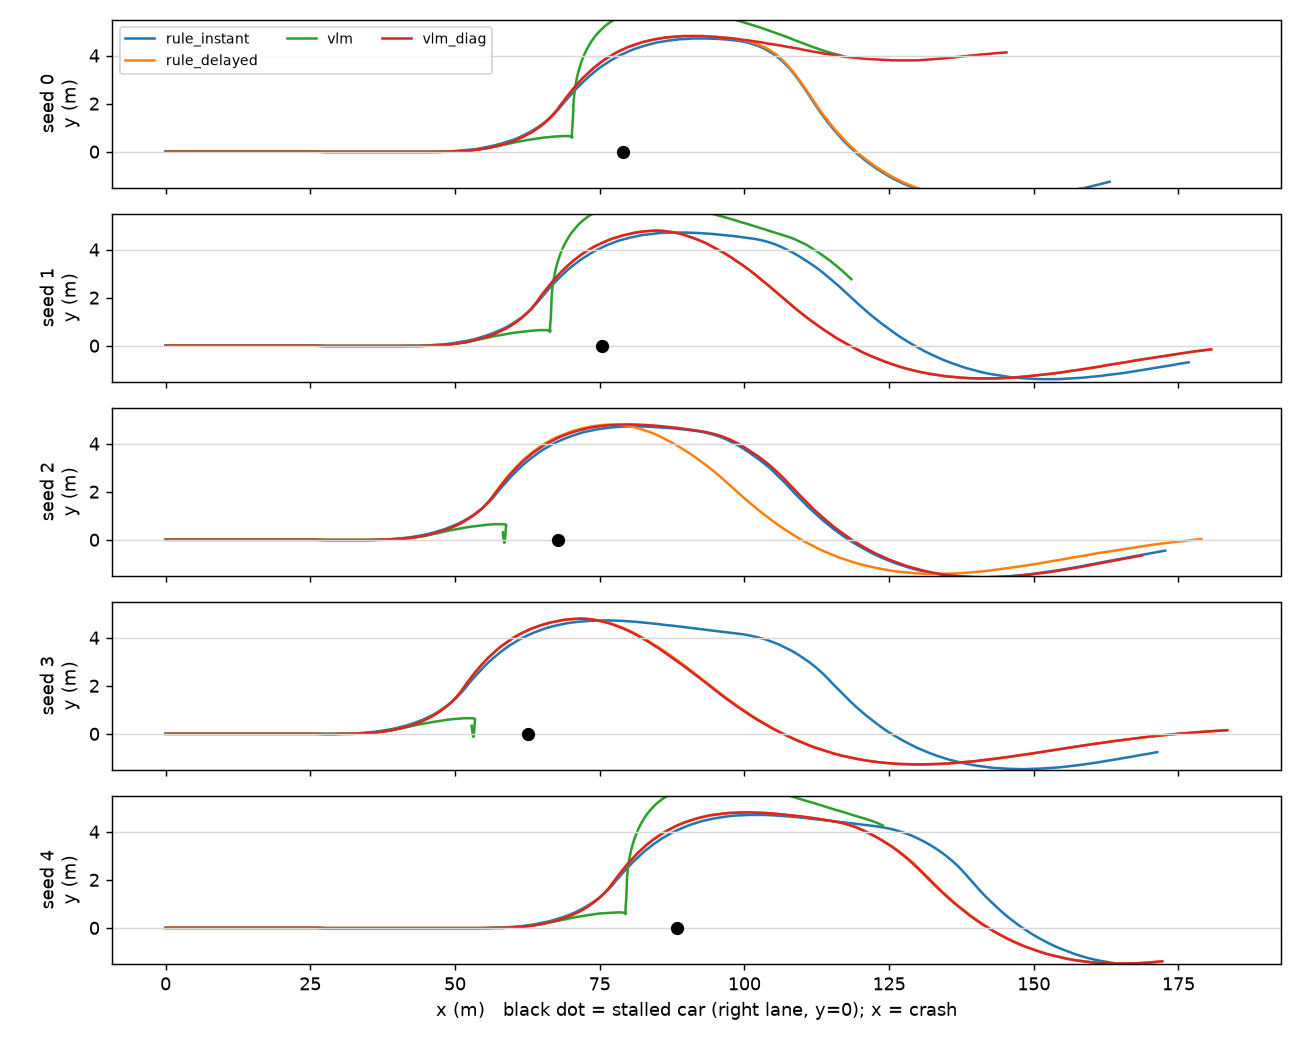 rule_instant
rule_delayed
vlm
vlm_diag
seed 0
y (m)
4
2
0
seed 1
y (m)
4
2
0
seed 2
y (m)
4
2
0
seed 3
y (m)
4
2
0
seed 4
y (m)
4
2
0
0 25 50 75 100 125 150 175
x (m) black dot = stalled car (right lane, y=0); x = crash